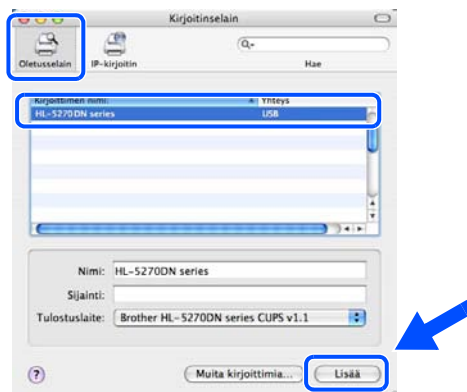 Kirjoitinselain
Oletusselain IP-kirjoitin Hae
Kirjoittimen nimi: Yhteys
HL-5270DN series USB
Nimi: HL-5270DN series
Sijainti:
Tulostuslaite: Brother HL-5270DN series CUPS v1.1
? Muita kirjoittimia... Lisää